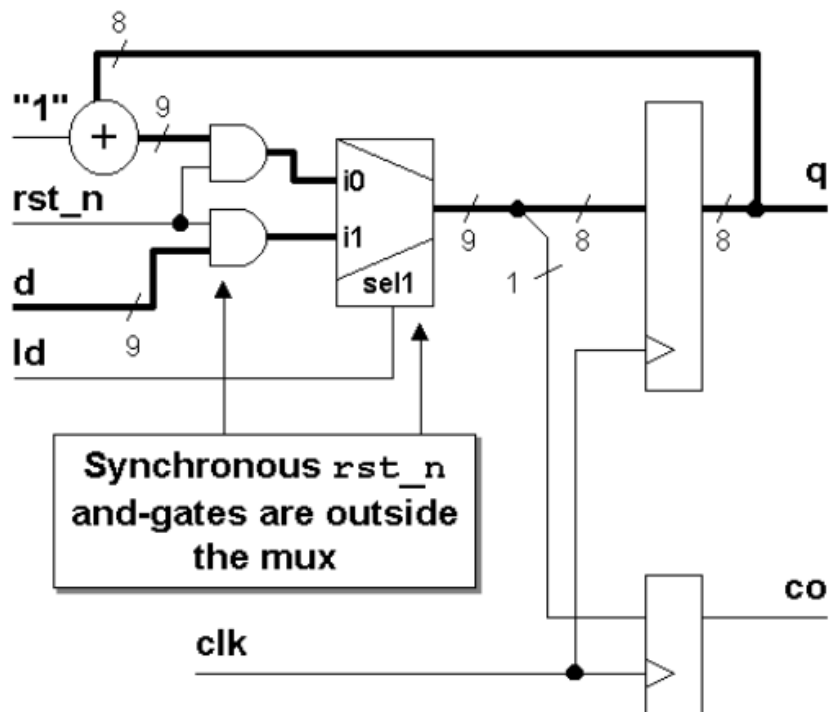 8
"1"
9
+
rst_n
i0
q
i1
9
8
8
d
sel1
1
9
ld
Synchronous rst_n
and-gates are outside
the mux
co
clk